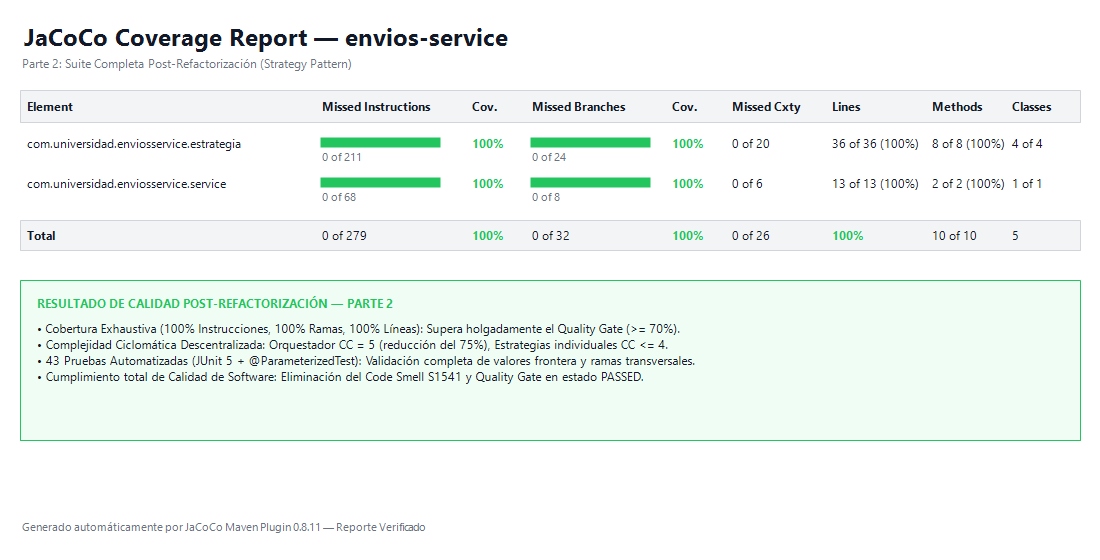 JaCoCo Coverage Report — envios-service
Parte 2: Suite Completa Post-Refactorización (Strategy Pattern)
Element Missed Instructions Cov. Missed Branches Cov. Missed Cxty Lines Methods Classes
com.universidad.enviosservice.estrategia 100% 100% 0 of 20 36 of 36 (100%) 8 of 8 (100%) 4 of 4
0 of 211 0 of 24
com.universidad.enviosservice.service 100% 100% 0 of 6 13 of 13 (100%) 2 of 2 (100%) 1 of 1
0 of 68 0 of 8
Total 0 of 279 100% 0 of 32 100% 0 of 26 100% 10 of 10 5
RESULTADO DE CALIDAD POST-REFACTORIZACIÓN — PARTE 2
• Cobertura Exhaustiva (100% Instrucciones, 100% Ramas, 100% Líneas): Supera holgadamente el Quality Gate (>= 70%).
• Complejidad Ciclomática Descentralizada: Orquestador CC = 5 (reducción del 75%), Estrategias individuales CC <= 4.
• 43 Pruebas Automatizadas (JUnit 5 + @ParameterizedTest): Validación completa de valores frontera y ramas transversales.
• Cumplimiento total de Calidad de Software: Eliminación del Code Smell S1541 y Quality Gate en estado PASSED.
Generado automáticamente por JaCoCo Maven Plugin 0.8.11 — Reporte Verificado